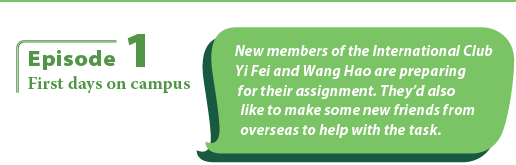 Episode 1
First days on campus
New members of the International Club
Yi Fei and Wang Hao are preparing
for their assignment. They'd also
like to make some new friends from
overseas to help with the task.